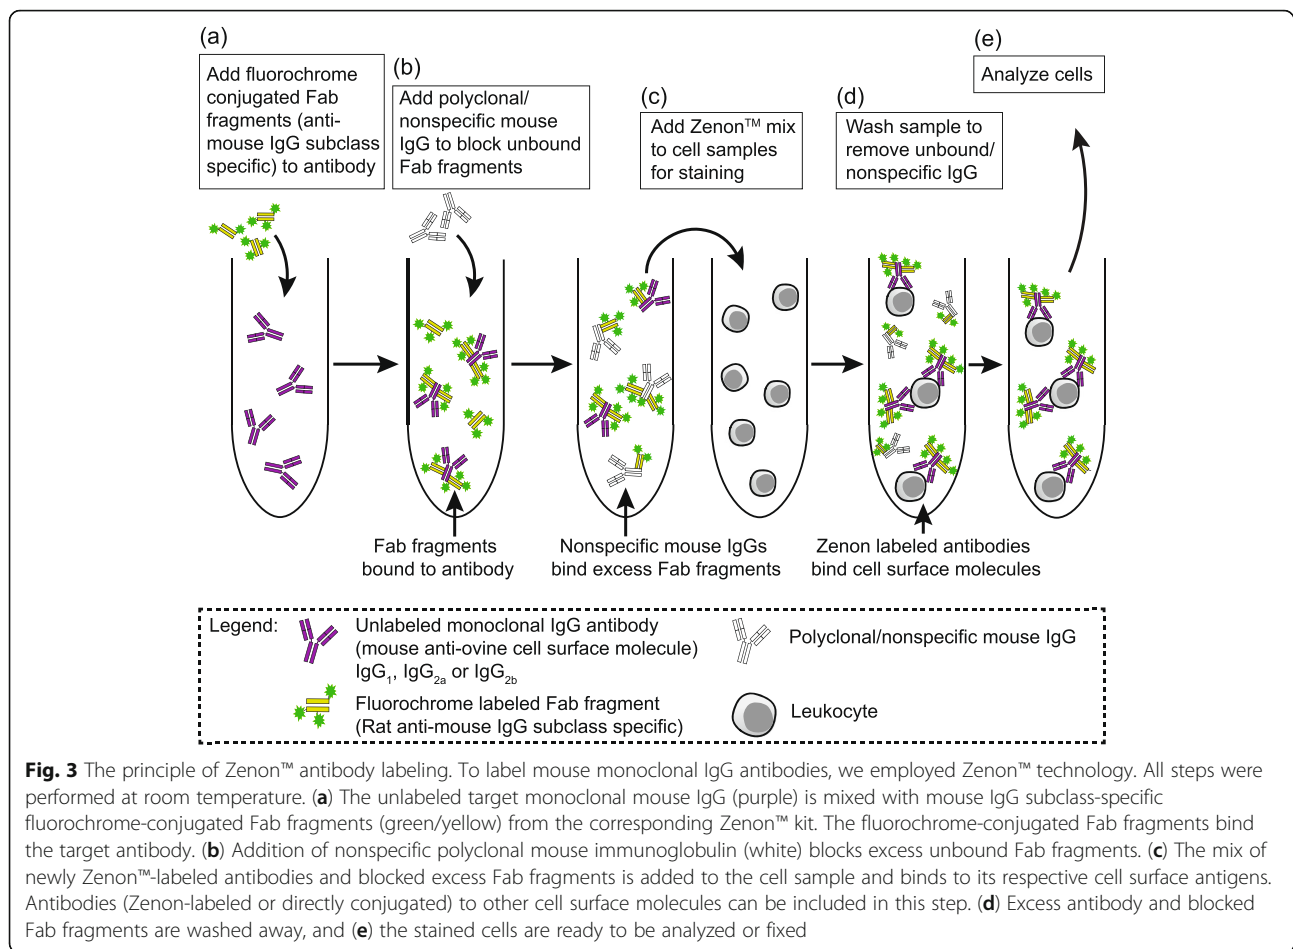 (a)
Add fluorochrome
conjugated Fab
fragments (anti-
mouse IgG subclass
specific) to antibody
(b)
Add polyclonal/
nonspecific mouse
IgG to block unbound
Fab fragments
(c)
Add Zenon™ mix
to cell samples
for staining
(d)
Wash sample to
remove unbound/
nonspecific IgG
(e)
Analyze cells
Fab fragments
bound to antibody
Nonspecific mouse IgGs
bind excess Fab fragments
Zenon labeled antibodies
bind cell surface molecules
Legend:
Unlabeled monoclonal IgG antibody
(mouse anti-ovine cell surface molecule)
IgG₁, IgG₂ₐ or IgG₂b
Fluorochrome labeled Fab fragment
(Rat anti-mouse IgG subclass specific)
Polyclonal/nonspecific mouse IgG
Leukocyte
Fig. 3 The principle of Zenon™ antibody labeling. To label mouse monoclonal IgG antibodies, we employed Zenon™ technology. All steps were
performed at room temperature. (a) The unlabeled target monoclonal mouse IgG (purple) is mixed with mouse IgG subclass-specific
fluorochrome-conjugated Fab fragments (green/yellow) from the corresponding Zenon™ kit. The fluorochrome-conjugated Fab fragments bind
the target antibody. (b) Addition of nonspecific polyclonal mouse immunoglobulin (white) blocks excess unbound Fab fragments. (c) The mix of
newly Zenon™-labeled antibodies and blocked excess Fab fragments is added to the cell sample and binds to its respective cell surface antigens.
Antibodies (Zenon-labeled or directly conjugated) to other cell surface molecules can be included in this step. (d) Excess antibody and blocked
Fab fragments are washed away, and (e) the stained cells are ready to be analyzed or fixed